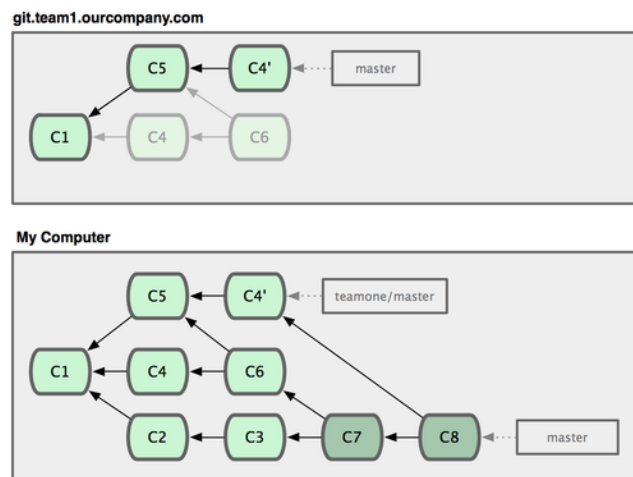 git.team1.ourcompany.com
C5 C4' master
C1 C4 C6
My Computer
C5 C4' teamone/master
C1 C4 C6
C2 C3 C7 C8 master